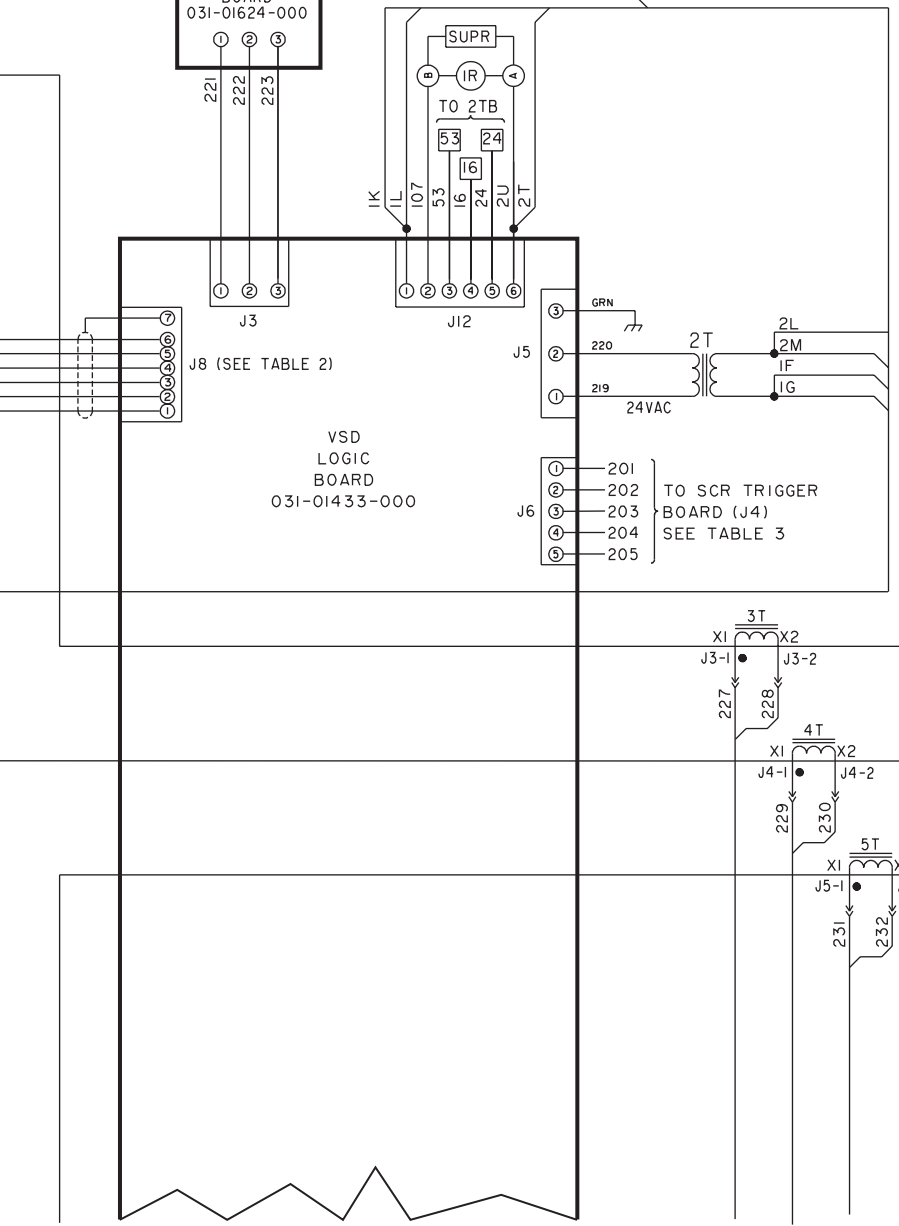 031-01624-000
1 2 3
221
222
223
SUPR
B IR A
TO 2TB
53 24
16
1K
1L
107
53
16
24
2U
2T
1 2 3
J3
1 2 3 4 5 6
J12
7
6
5
4
3
2
1
J8 (SEE TABLE 2)
J5
3 GRN
2 220
1 219
24VAC
2T
2L
2M
1F
1G
VSD
LOGIC
BOARD
031-01433-000
J6
1 201
2 202
3 203
4 204
5 205
TO SCR TRIGGER
BOARD (J4)
SEE TABLE 3
3T
X1 X2
J3-1 J3-2
227
228
4T
X1 X2
J4-1 J4-2
229
230
5T
X1
J5-1
231
232